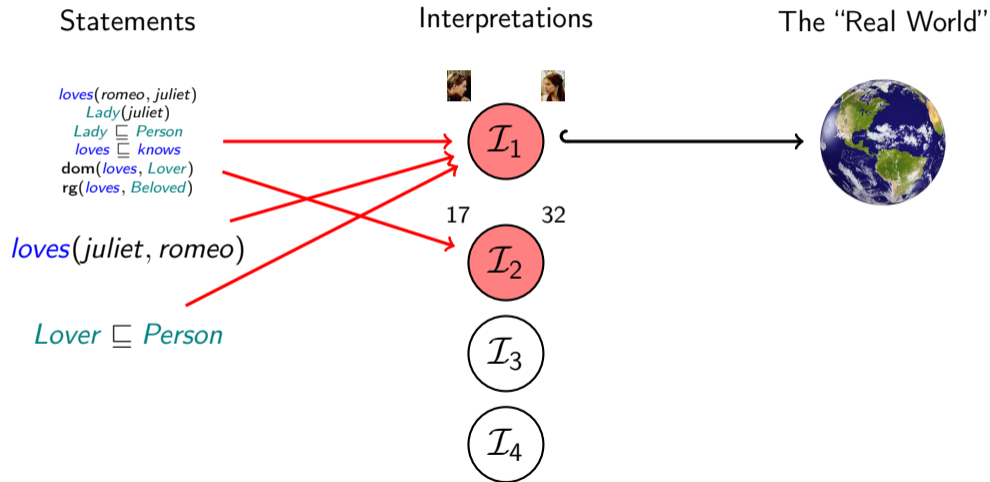 Statements
Interpretations
The “Real World”
loves(romeo, juliet)
Lady(juliet)
Lady ⊑ Person
loves ⊑ knows
dom(loves, Lover)
rg(loves, Beloved)
ℐ₁
17 32
loves(juliet, romeo)
ℐ₂
Lover ⊑ Person
ℐ₃
ℐ₄